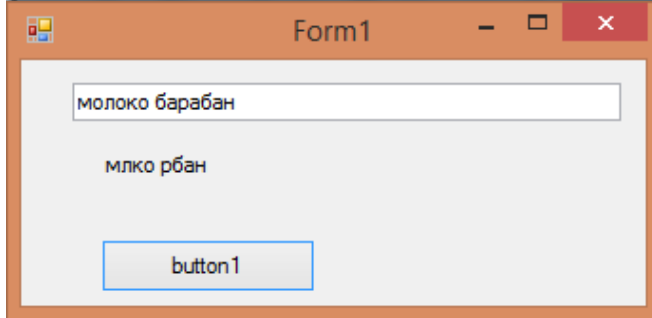 Form1
молоко барабан
млко рбан
button1